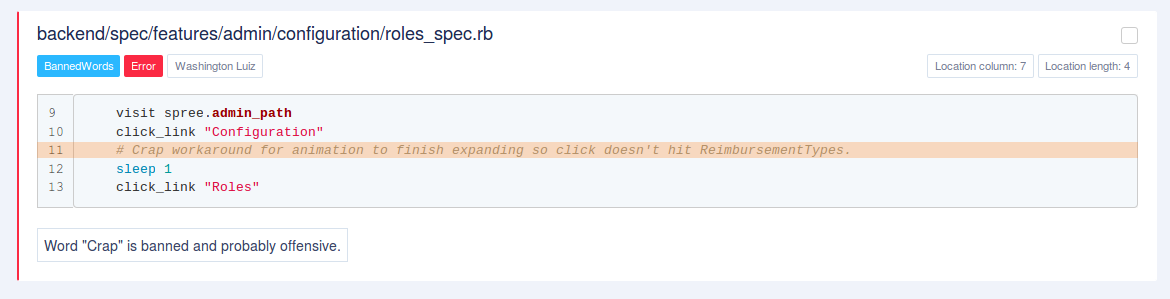 backend/spec/features/admin/configuration/roles_spec.rb
BannedWords Error Washington Luiz Location column: 7 Location length: 4
9 visit spree.admin_path
10 click_link "Configuration"
11 # Crap workaround for animation to finish expanding so click doesn't hit ReimbursementTypes.
12 sleep 1
13 click_link "Roles"
Word "Crap" is banned and probably offensive.